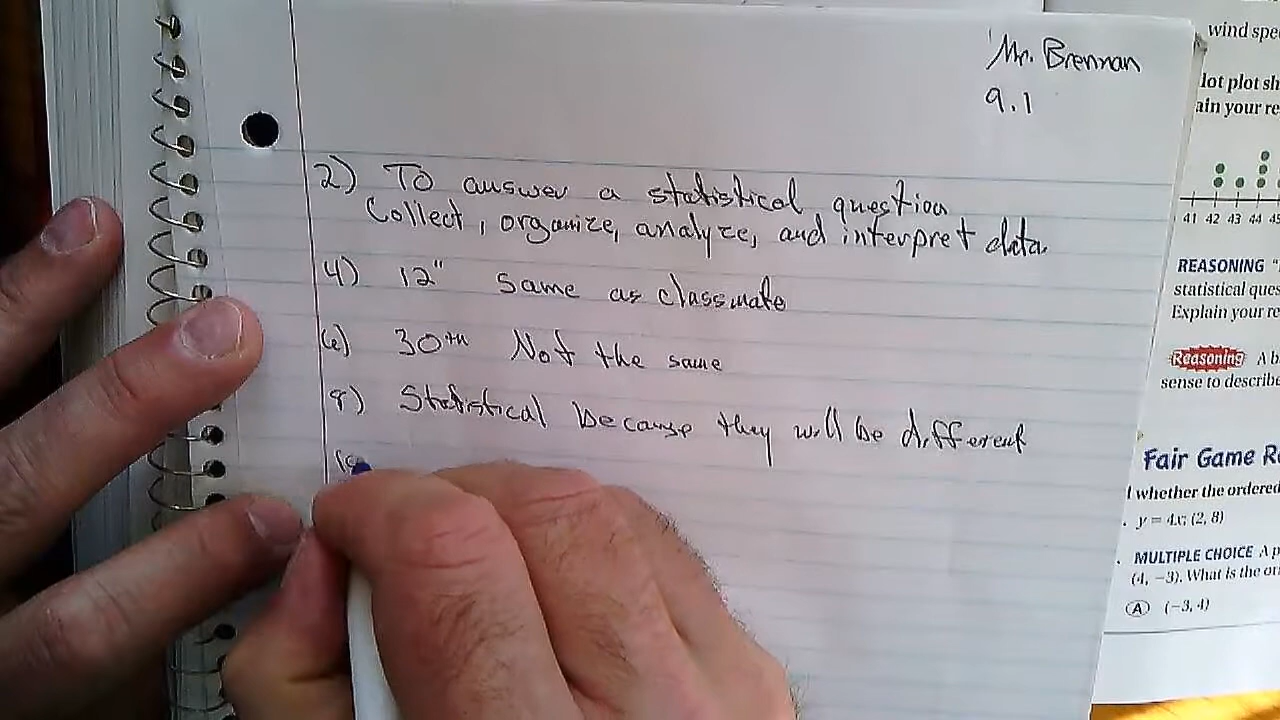 Mr. Brennan
9.1
2) To answer a statistical question
Collect, organize, analyze, and interpret data.
4) 12" Same as classmate
6) 30th Not the same
8) Statistical because they will be different
wind spe
lot plot sh
ain your re
41 42 43 44 45
REASONING
statistical ques
Explain your re
Reasoning A b
sense to describe
Fair Game Re
l whether the ordered
. y = 4x; (2, 8)
. MULTIPLE CHOICE A p
(4, −3). What is the or
A (−3, 4)